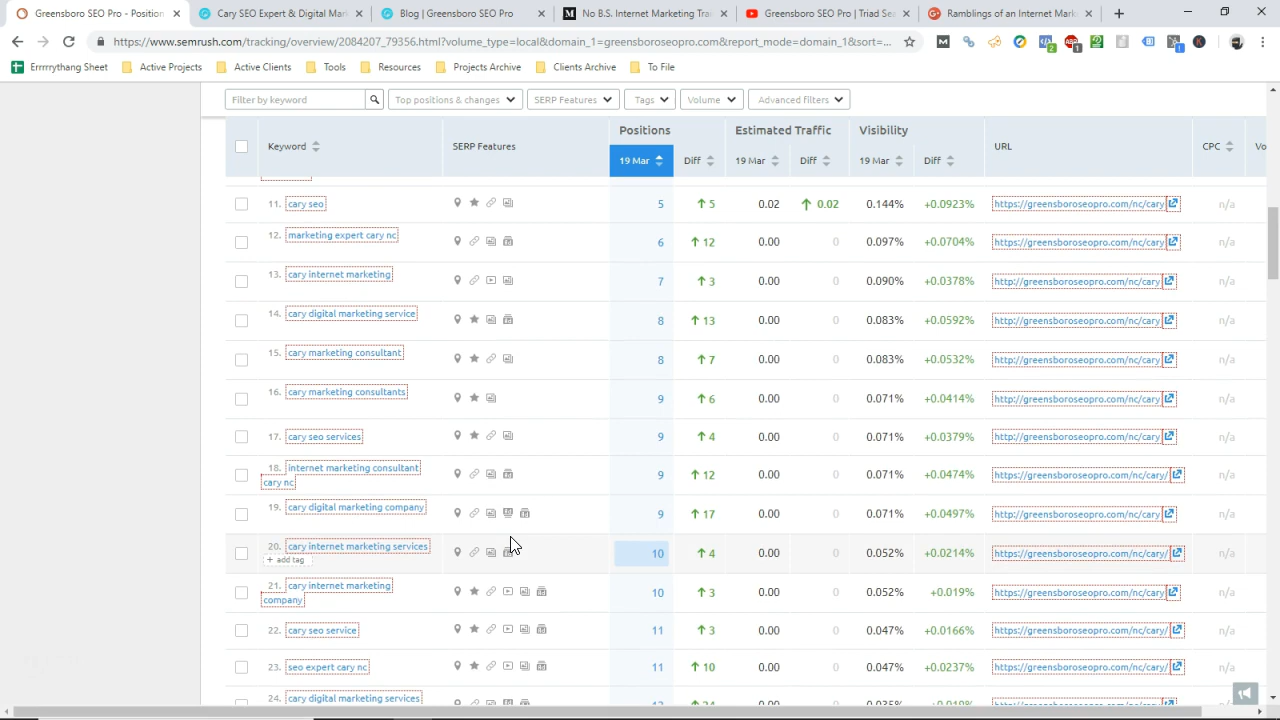 Greensboro SEO Pro - Position
Cary SEO Expert & Digital Mar
Blog | Greensboro SEO Pro
No B.S. Internet Marketing Tra
Greensboro SEO Pro | Triad Sea
Ramblings of an Internet Mark
https://www.semrush.com/tracking/overview/2084207_79356.html?volume_type=local&domain_1=greensboroseopro.com&report_mode=domain_1&sort=...
Errrrrythang Sheet
Active Projects
Active Clients
Tools
Resources
Projects Archive
Clients Archive
To File
Filter by keyword
Top positions & changes
SERP Features
Tags
Volume
Advanced filters
Keyword SERP Features Positions Estimated Traffic Visibility URL CPC Vo
19 Mar Diff 19 Mar Diff 19 Mar Diff
11. cary seo 5 5 0.02 0.02 0.144% +0.0923% https://greensboroseopro.com/nc/cary n/a
12. marketing expert cary nc 6 12 0.00 0 0.097% +0.0704% http://greensboroseopro.com/nc/cary n/a
13. cary internet marketing 7 3 0.00 0 0.090% +0.0378% http://greensboroseopro.com/nc/cary n/a
14. cary digital marketing service 8 13 0.00 0 0.083% +0.0592% http://greensboroseopro.com/nc/cary n/a
15. cary marketing consultant 8 7 0.00 0 0.083% +0.0532% http://greensboroseopro.com/nc/cary n/a
16. cary marketing consultants 9 6 0.00 0 0.071% +0.0414% http://greensboroseopro.com/nc/cary n/a
17. cary seo services 9 4 0.00 0 0.071% +0.0379% http://greensboroseopro.com/nc/cary n/a
18. internet marketing consultant
cary nc 9 12 0.00 0 0.071% +0.0474% http://greensboroseopro.com/nc/cary/ n/a
19. cary digital marketing company 9 17 0.00 0 0.071% +0.0497% http://greensboroseopro.com/nc/cary n/a
20. cary internet marketing services 10 4 0.00 0 0.052% +0.0214% http://greensboroseopro.com/nc/cary/ n/a
+ add tag
21. cary internet marketing
company 10 3 0.00 0 0.052% +0.019% http://greensboroseopro.com/nc/cary n/a
22. cary seo service 11 3 0.00 0 0.047% +0.0166% http://greensboroseopro.com/nc/cary/ n/a
23. seo expert cary nc 11 10 0.00 0 0.047% +0.0237% http://greensboroseopro.com/nc/cary/ n/a
24. cary digital marketing services